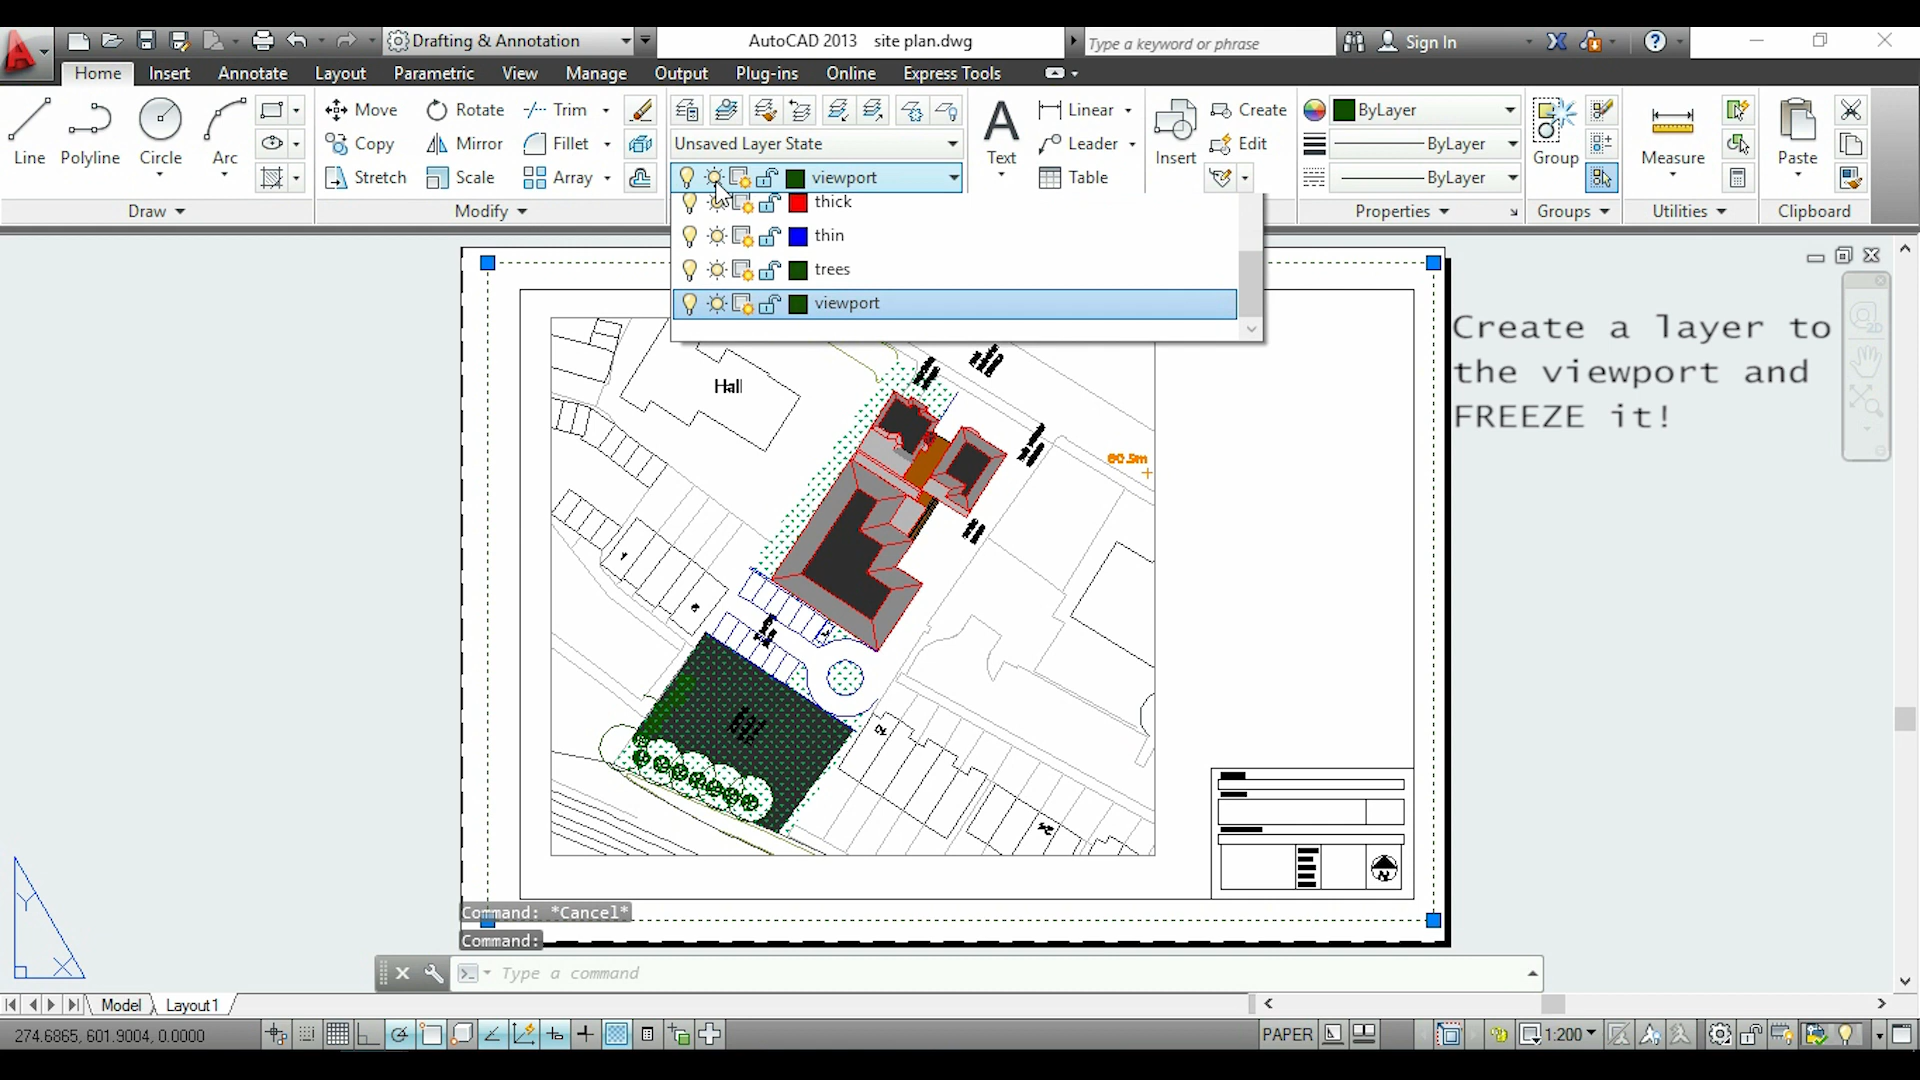 Drafting & Annotation
AutoCAD 2013 site plan.dwg
Type a keyword or phrase
Sign In
Home Insert Annotate Layout Parametric View Manage Output Plug-ins Online Express Tools
Line Polyline Circle Arc
Move Rotate Trim
Copy Mirror Fillet
Stretch Scale Array
Unsaved Layer State
viewport
thick
thin
trees
viewport
Text
Linear
Leader
Table
Insert
Create
Edit
ByLayer
ByLayer
ByLayer
Group
Measure
Paste
Draw Modify Properties Groups Utilities Clipboard
Create a layer to
the viewport and
FREEZE it!
Hall
60.5m
N
Command: *Cancel*
Command:
Type a command
Y
X
Model Layout1
274.6865, 601.9004, 0.0000
PAPER
1:200